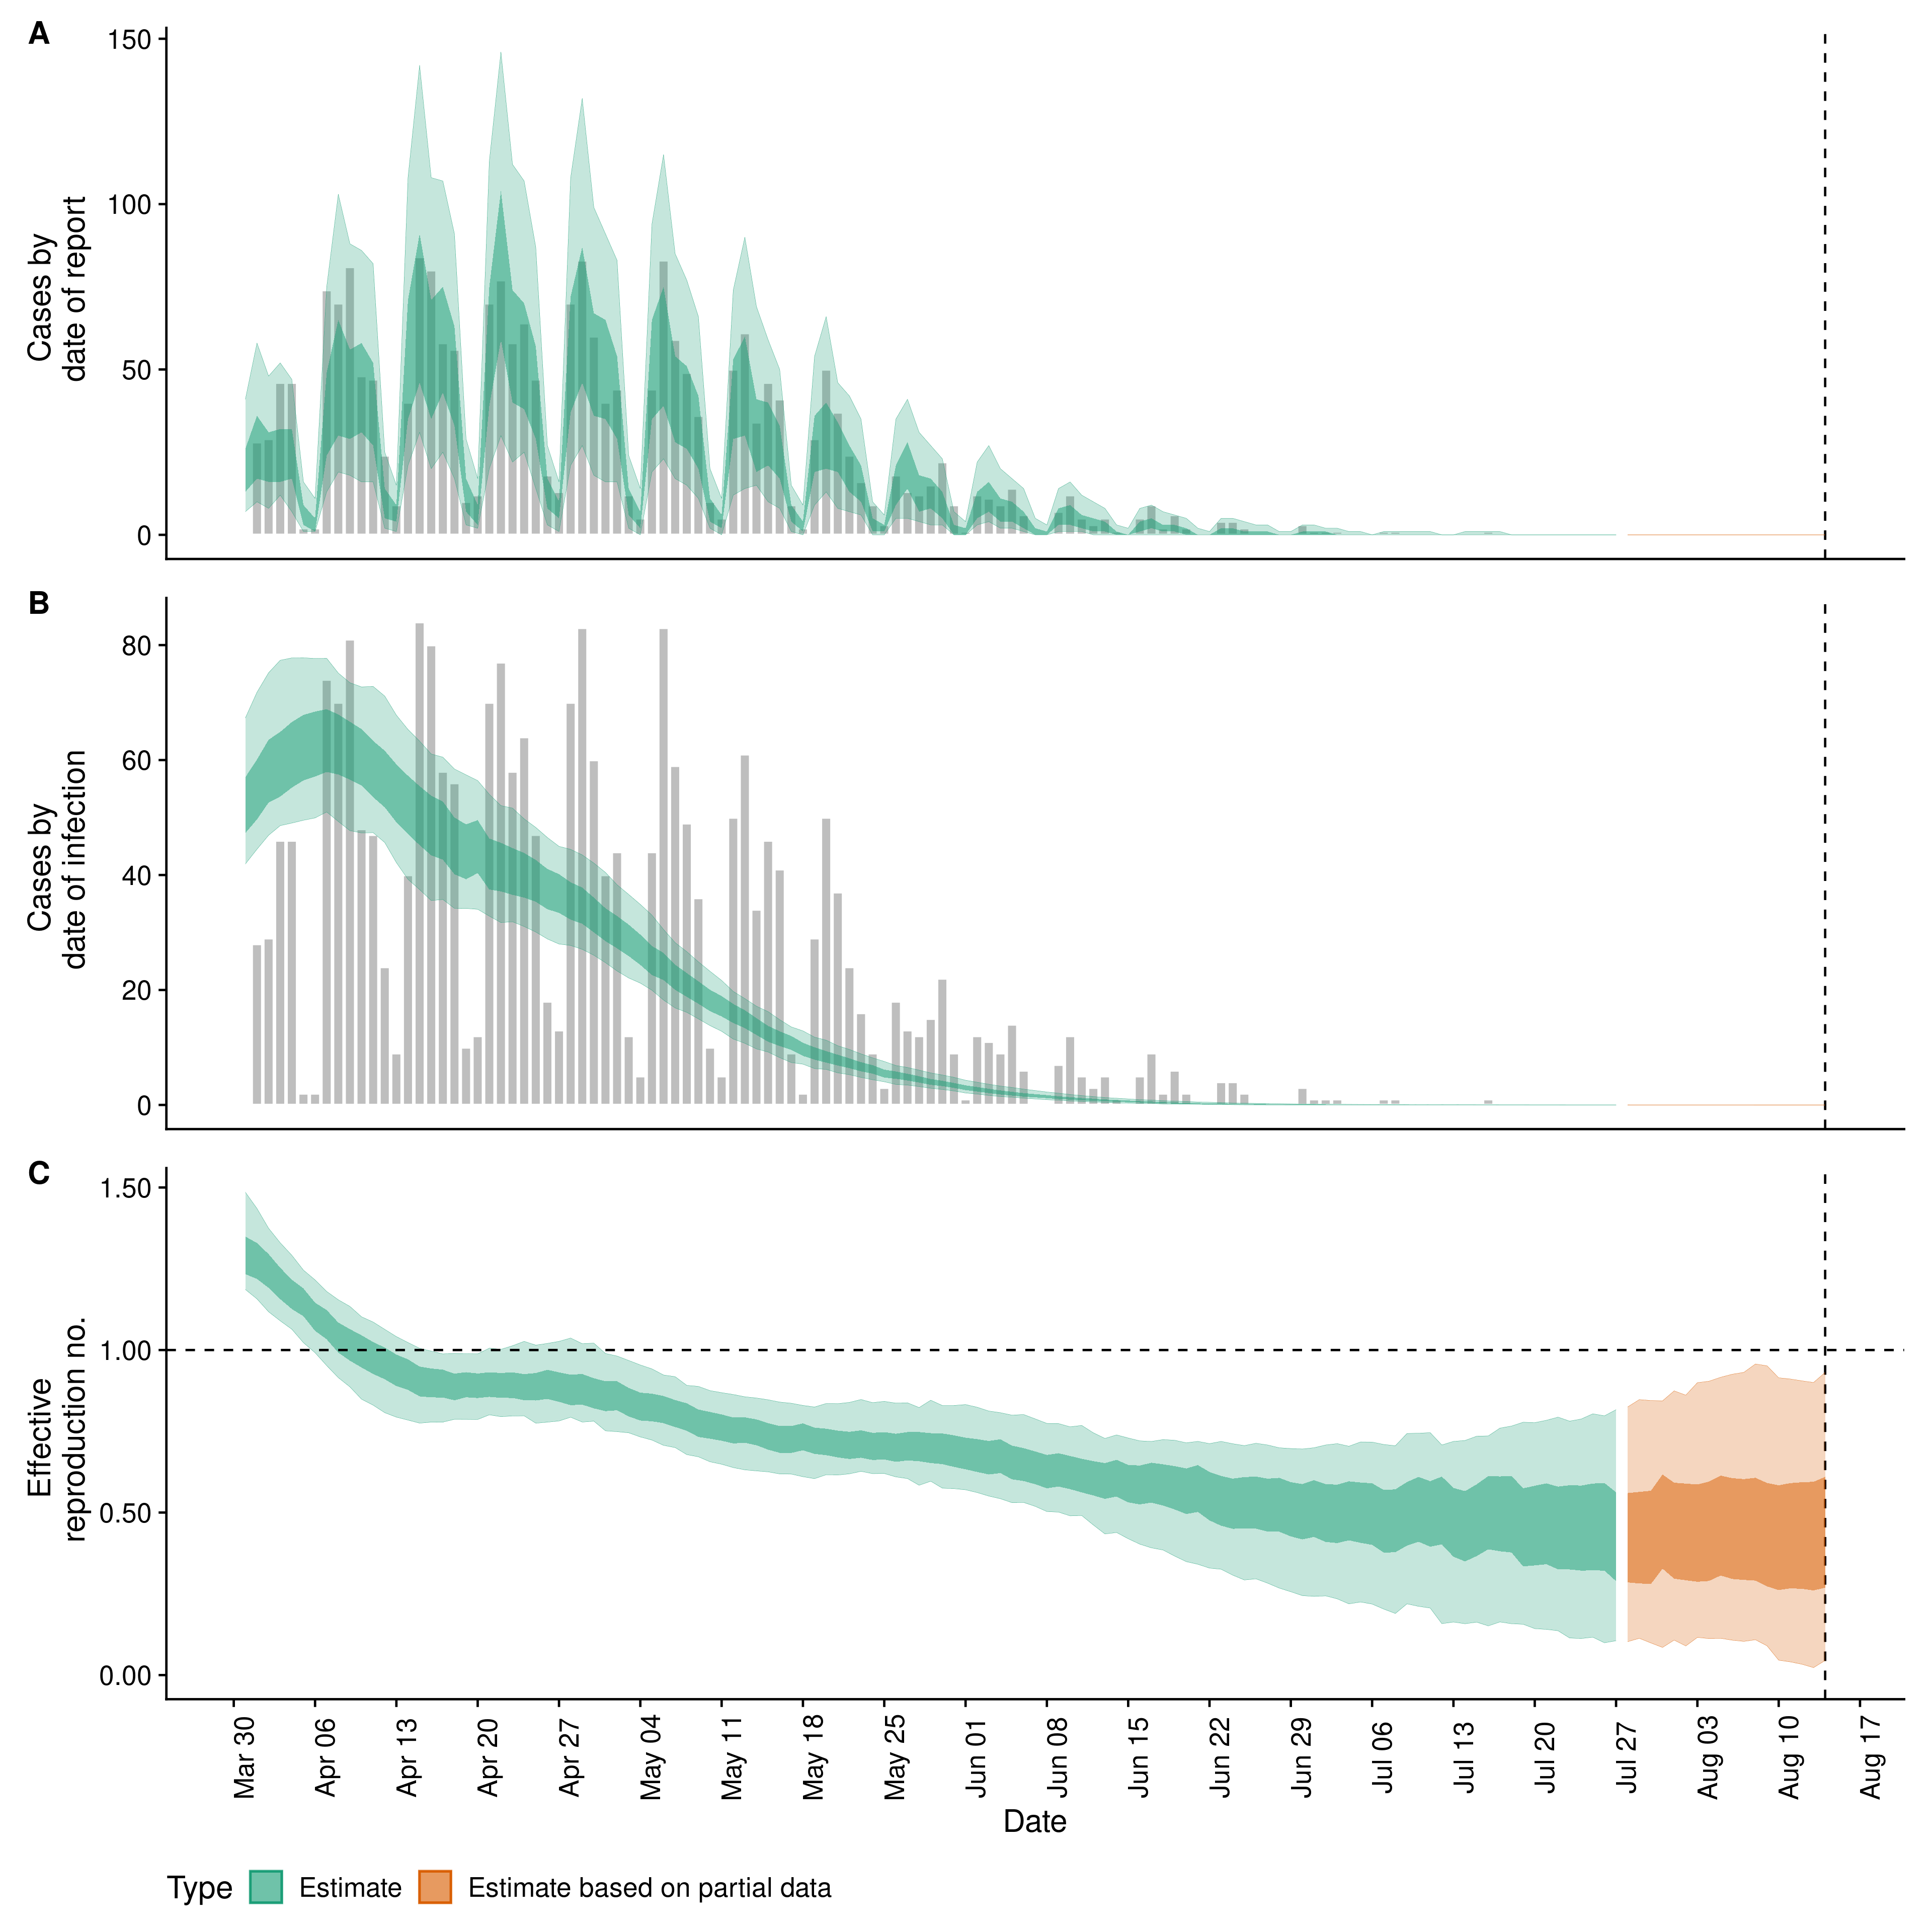 A
150
100
50
0
Cases by
date of report
B
80
60
40
20
0
Cases by
date of infection
C
1.50
1.00
0.50
0.00
Effective
reproduction no.
Mar 30
Apr 06
Apr 13
Apr 20
Apr 27
May 04
May 11
May 18
May 25
Jun 01
Jun 08
Jun 15
Jun 22
Jun 29
Jul 06
Jul 13
Jul 20
Jul 27
Aug 03
Aug 10
Aug 17
Date
Type Estimate Estimate based on partial data